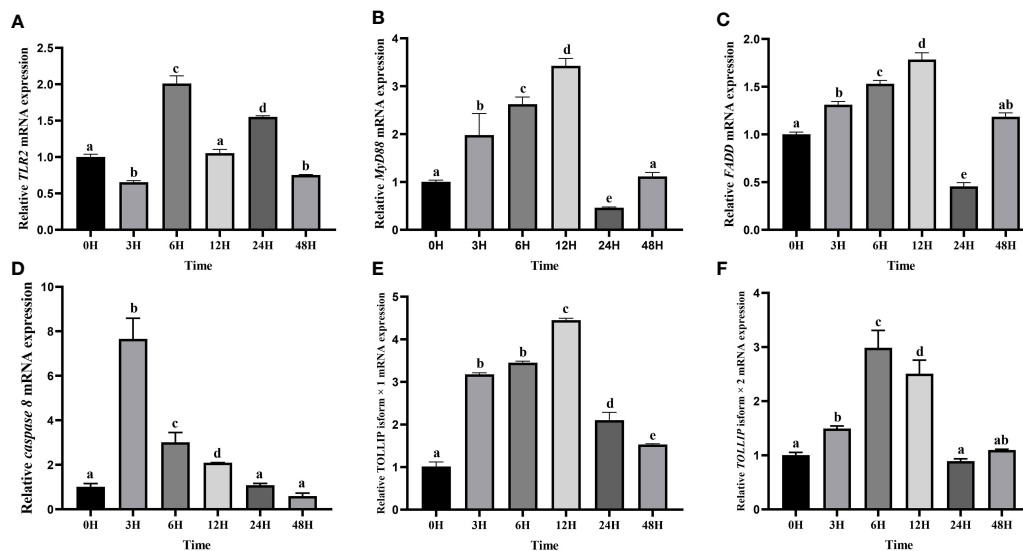 A
Relative TLR2 mRNA expression
2.5
2.0
1.5
1.0
0.5
0.0
a
b
c
a
d
b
0H 3H 6H 12H 24H 48H
Time
B
Relative MyD88 mRNA expression
4
3
2
1
0
a
b
c
d
e
a
0H 3H 6H 12H 24H 48H
Time
C
Relative FADD mRNA expression
2.0
1.5
1.0
0.5
0.0
a
b
c
d
e
ab
0H 3H 6H 12H 24H 48H
Time
D
Relative caspase 8 mRNA expression
10
8
6
4
2
0
a
b
c
d
a
a
0H 3H 6H 12H 24H 48H
Time
E
Relative TOLLIP isform × 1 mRNA expression
5
4
3
2
1
0
a
b
b
c
d
e
0H 3H 6H 12H 24H 48H
Time
F
Relative TOLLIP isform × 2 mRNA expression
4
3
2
1
0
a
b
c
d
a
ab
0H 3H 6H 12H 24H 48H
Time